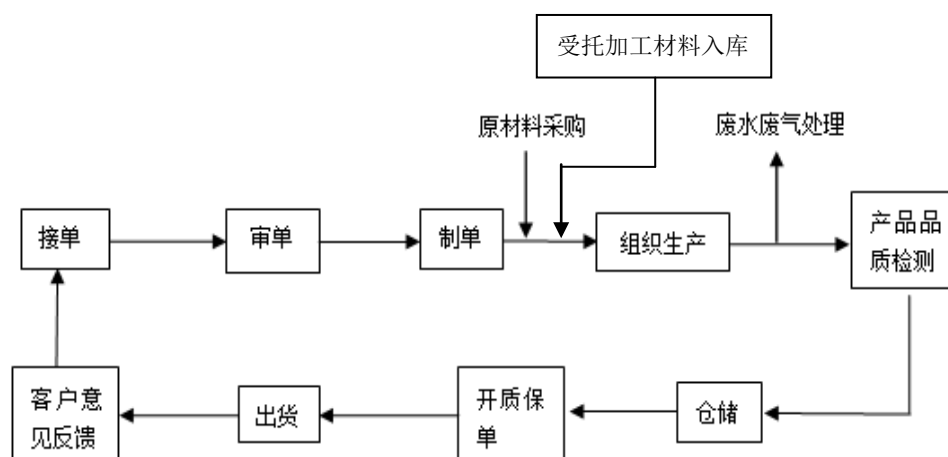 受托加工材料入库
原材料采购
废水废气处理
接单
审单
制单
组织生产
产品品
质检测
客户意
见反馈
出货
开质保
单
仓储